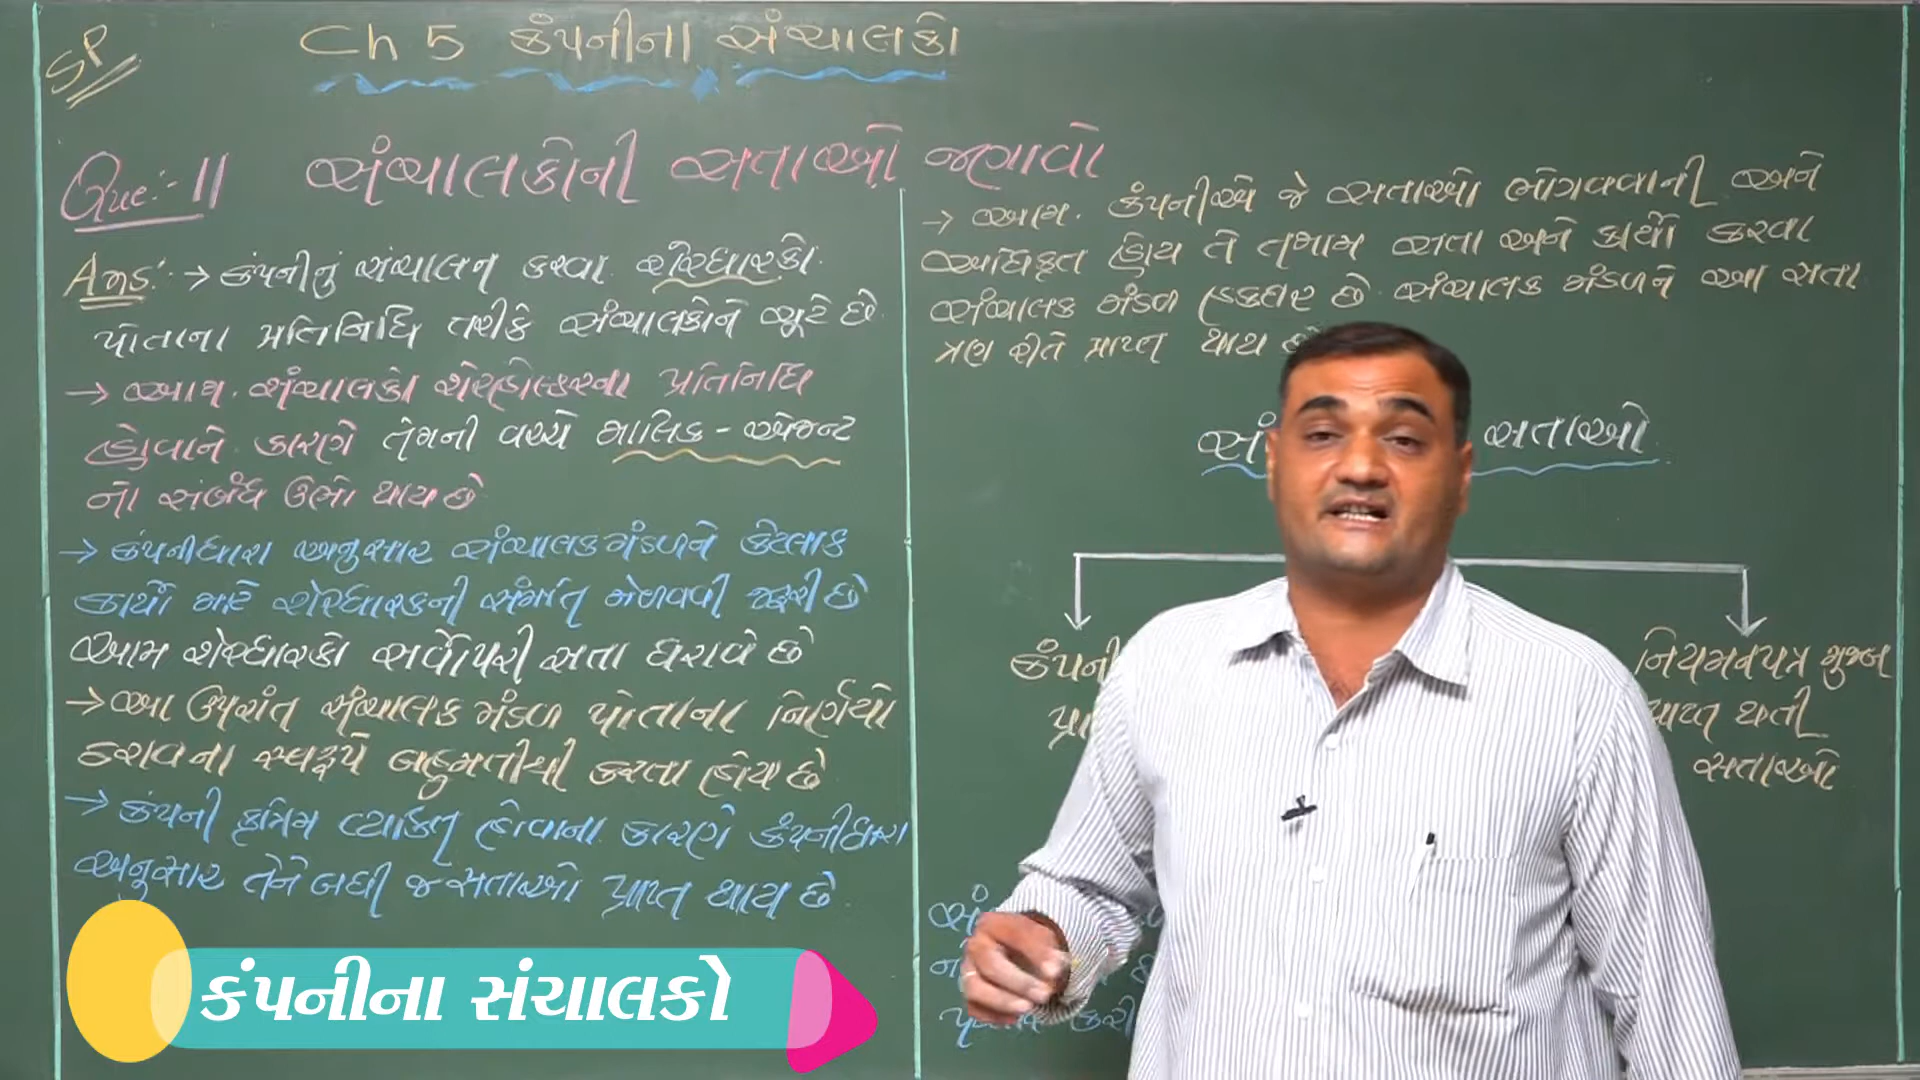 SP
Ch 5 કંપનીના સંચાલકો
Que:- 11 સંચાલકોની સતાઓ જણાવો
Ans:- → કંપનીનું સંચાલન કરવા શેરધારકો
પોતાના પ્રતિનિધિ તરીકે સંચાલકોને ચૂટે છે
→ આમ. સંચાલકો શેરહોલ્ડરના પ્રતિનિધિ
હોવાને કારણે તેમની વચ્ચે માલિક - એજન્ટ
નો સંબંધ ઉભો થાય છે
→ કંપનીધારા અનુસાર સંચાલકમંડળને કેટલાક
કાર્યો માટે શેરધારકની સંમતિ મેળવવી જરૂરી છે
આમ શેરધારકો સર્વોપરી સતા ધરાવે છે
→ આ ઉપરાંત સંચાલક મંડળ પોતાના નિર્ણયો
ઠરાવના સ્વરૂપે બહુમતીથી કરતા હોય છે
→ કંપની કૃત્રિમ વ્યકિત હોવાના કારણે કંપનીધારા
અનુસાર તેને બધી જ સતાઓ પ્રાપ્ત થાય છે
→ આમ. કંપનીએ જે સતાઓ ભોગવવાની અને
અધિકૃત હોય તે તમામ સતા અને કાર્યો કરવા
સંચાલક મંડળ હકદાર છે. સંચાલક મંડળને આ સતા
ત્રણ રીતે પ્રાપ્ત થાય છે
સતાઓ
કંપની
નિયમનપત્ર મુજબ
પ્રાપ્ત થતી
સતાઓ
કંપનીના સંચાલકો